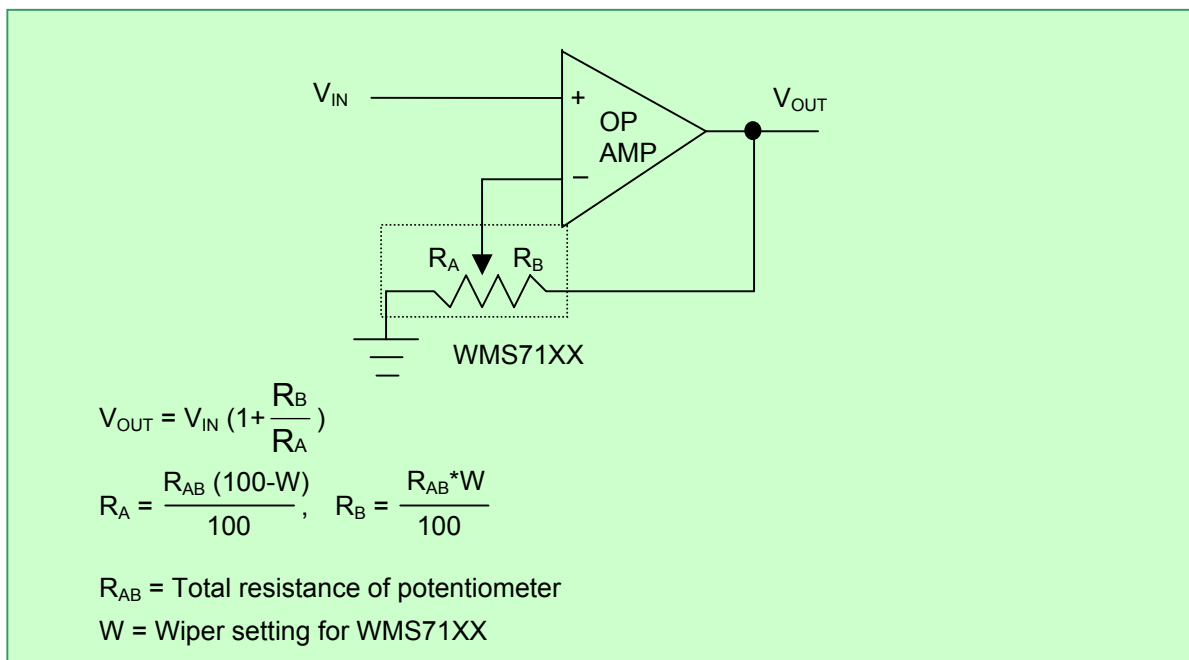 V_IN
V_OUT
+
OP
AMP
−
R_A R_B
WMS71XX
V_OUT = V_IN (1+ R_B / R_A )
R_A = R_AB (100-W) / 100 , R_B = R_AB*W / 100
R_AB = Total resistance of potentiometer
W = Wiper setting for WMS71XX